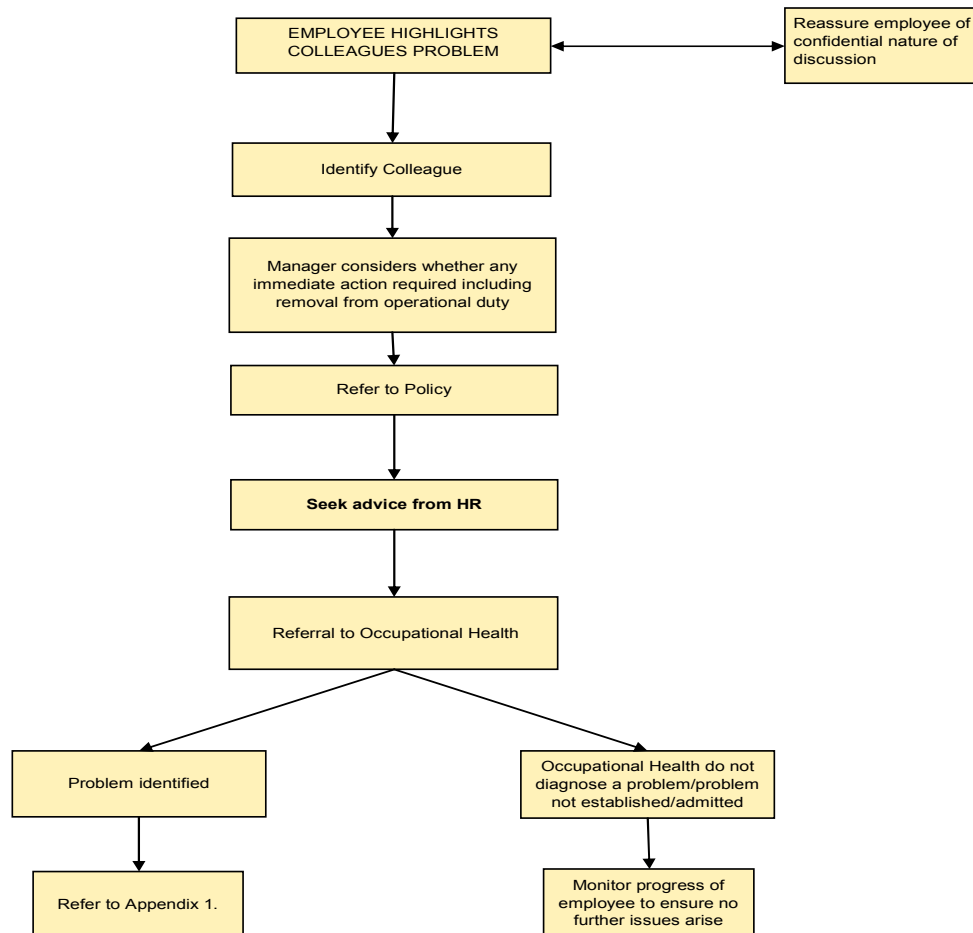 EMPLOYEE HIGHLIGHTS
COLLEAGUES PROBLEM
Reassure employee of
confidential nature of
discussion
Identify Colleague
Manager considers whether any
immediate action required including
removal from operational duty
Refer to Policy
Seek advice from HR
Referral to Occupational Health
Problem identified
Occupational Health do not
diagnose a problem/problem
not established/admitted
Refer to Appendix 1.
Monitor progress of
employee to ensure no
further issues arise